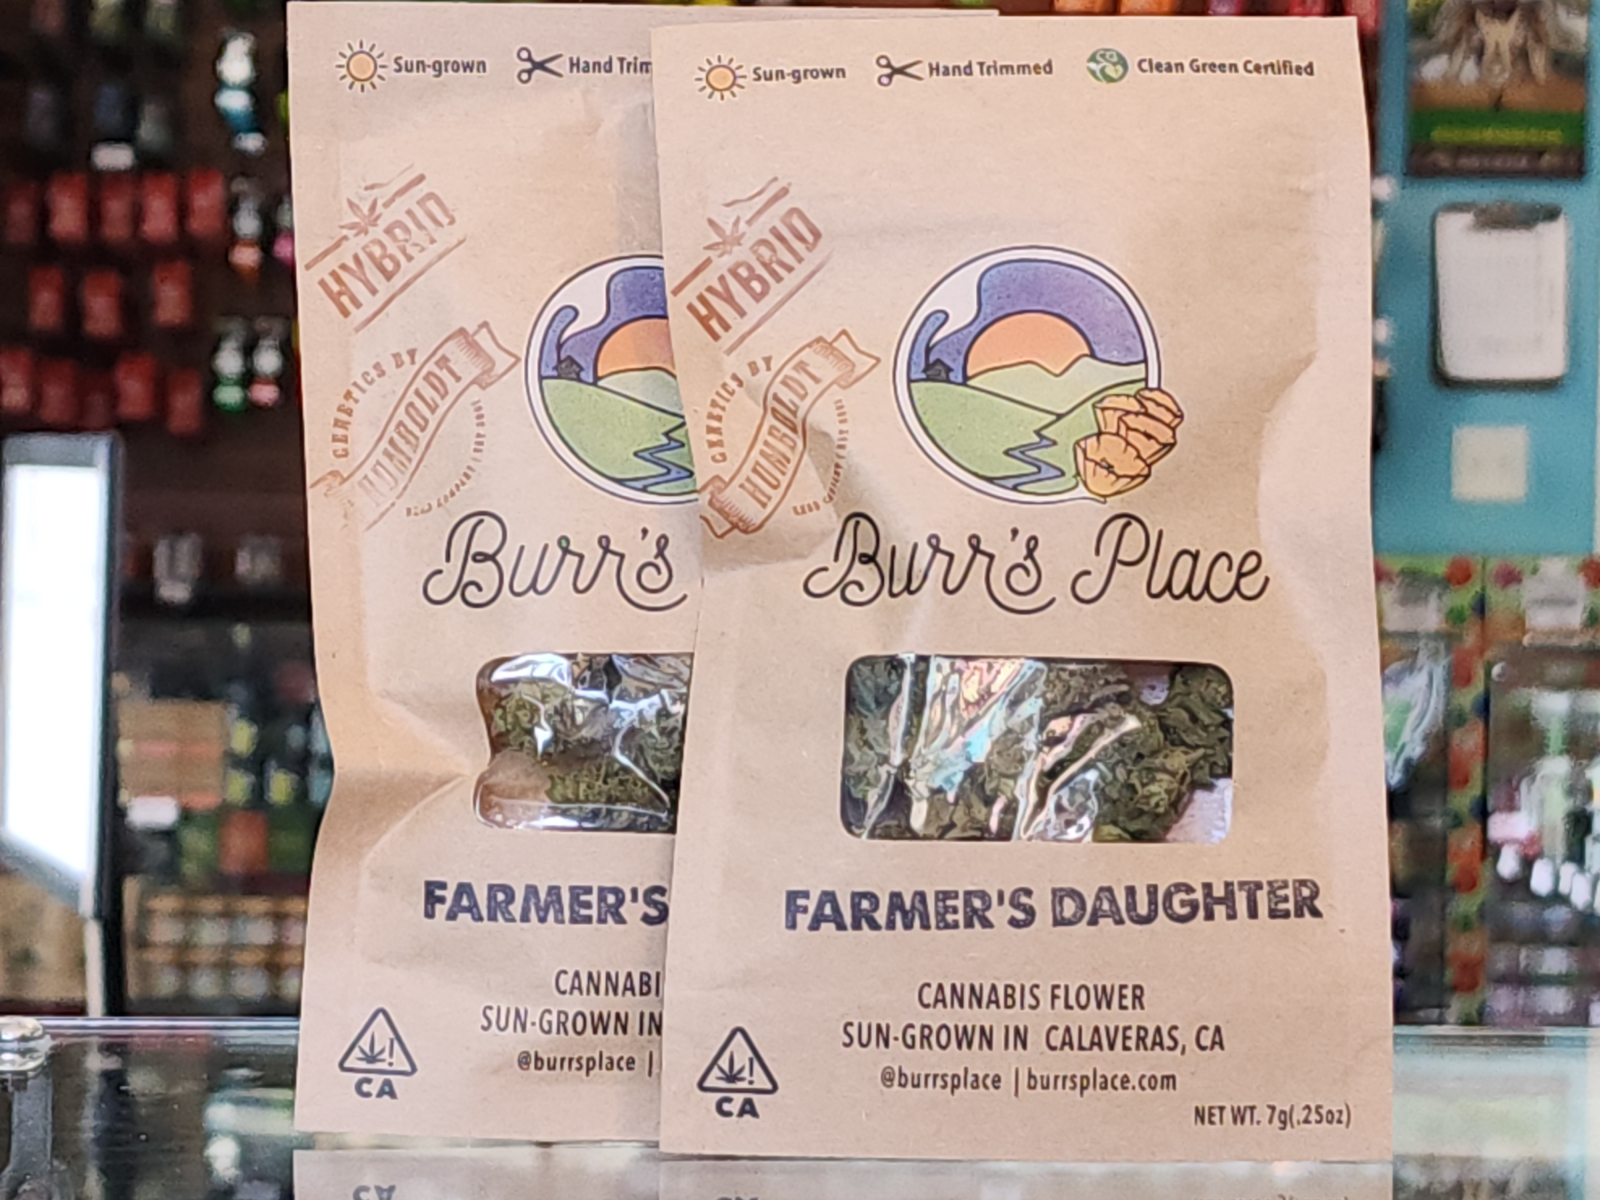 Sun-grown
Hand Trim
HYBRID
GENETICS BY
HUMBOLDT
Burr's
FARMER'S
CANNABI
SUN-GROWN IN
@burrsplace |
CA
Sun-grown
Hand Trimmed
Clean Green Certified
HYBRID
GENETICS BY
HUMBOLDT
Burr's Place
FARMER'S DAUGHTER
CANNABIS FLOWER
SUN-GROWN IN CALAVERAS, CA
@burrsplace | burrsplace.com
CA
NET WT. 7g(.25oz)